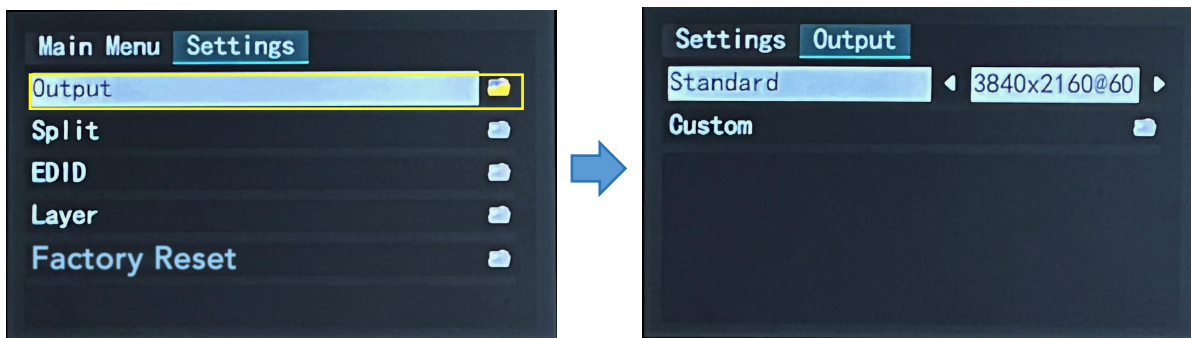 Main Menu Settings
Output
Split
EDID
Layer
Factory Reset
Settings Output
Standard 3840x2160@60
Custom